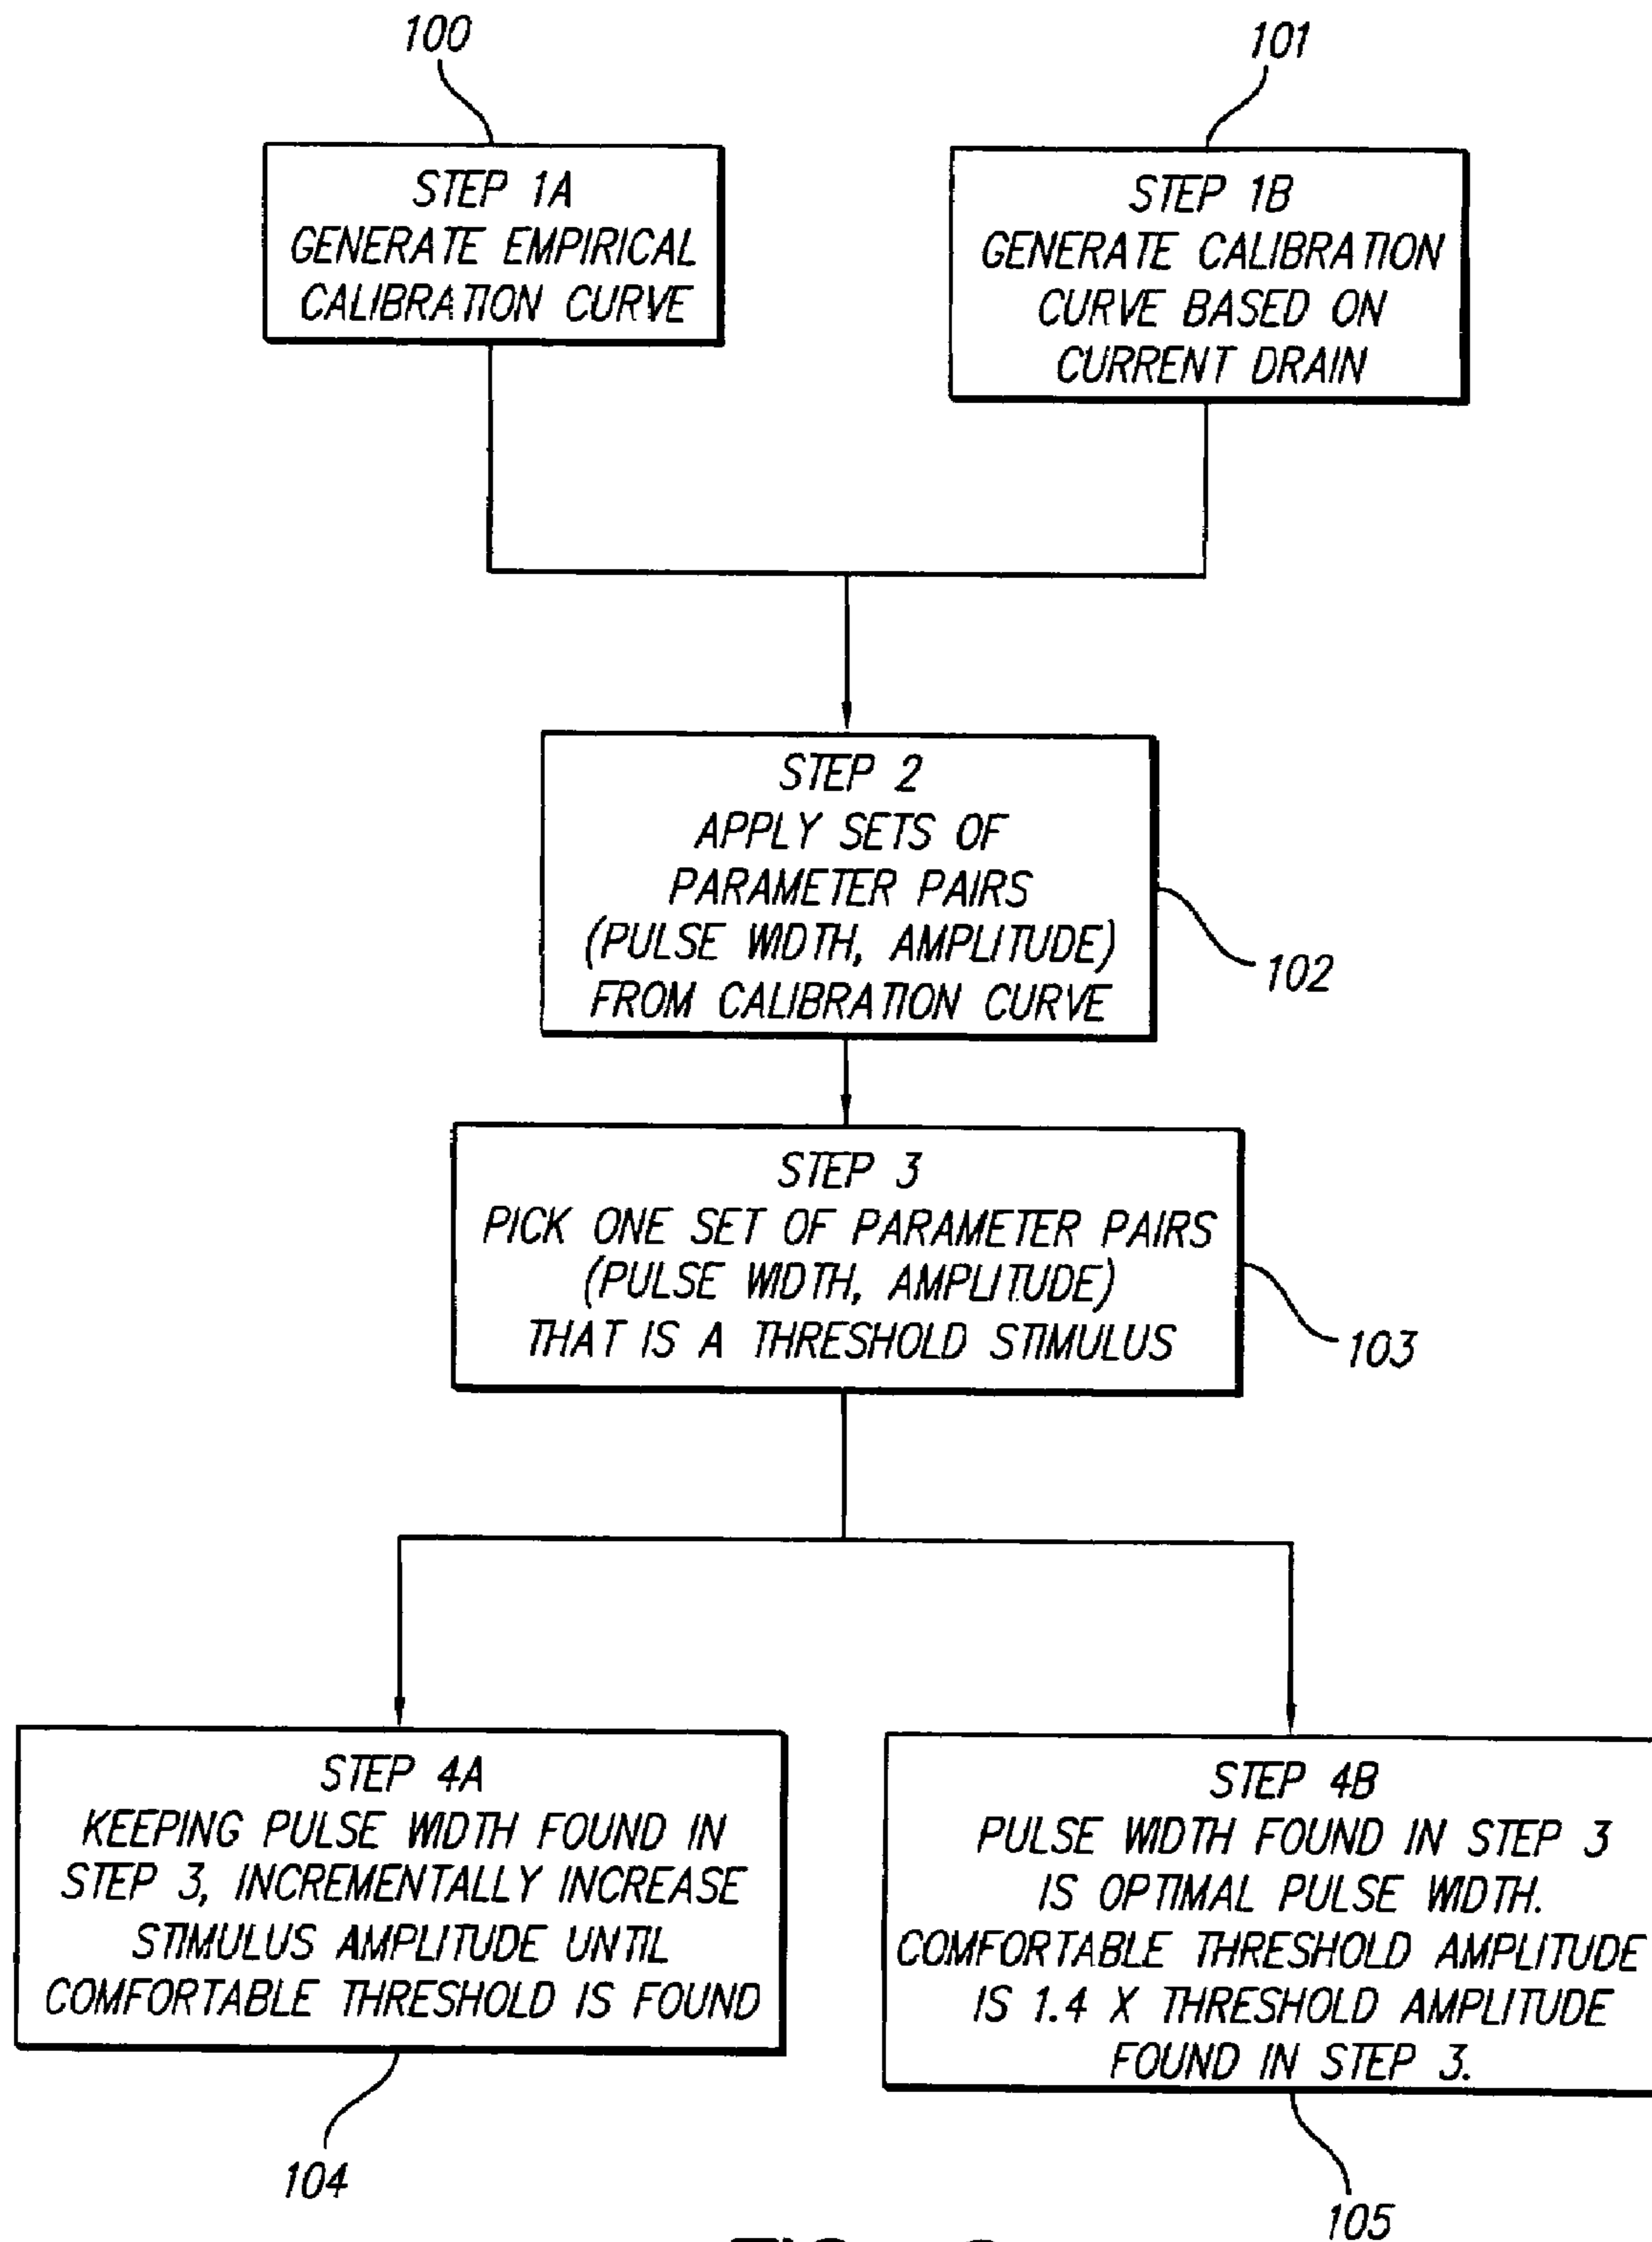 100
101
STEP 1A
GENERATE EMPIRICAL
CALIBRATION CURVE
STEP 1B
GENERATE CALIBRATION
CURVE BASED ON
CURRENT DRAIN
STEP 2
APPLY SETS OF
PARAMETER PAIRS
(PULSE WIDTH, AMPLITUDE)
FROM CALIBRATION CURVE
102
STEP 3
PICK ONE SET OF PARAMETER PAIRS
(PULSE WIDTH, AMPLITUDE)
THAT IS A THRESHOLD STIMULUS
103
STEP 4A
KEEPING PULSE WIDTH FOUND IN
STEP 3, INCREMENTALLY INCREASE
STIMULUS AMPLITUDE UNTIL
COMFORTABLE THRESHOLD IS FOUND
104
STEP 4B
PULSE WIDTH FOUND IN STEP 3
IS OPTIMAL PULSE WIDTH.
COMFORTABLE THRESHOLD AMPLITUDE
IS 1.4 X THRESHOLD AMPLITUDE
FOUND IN STEP 3.
105